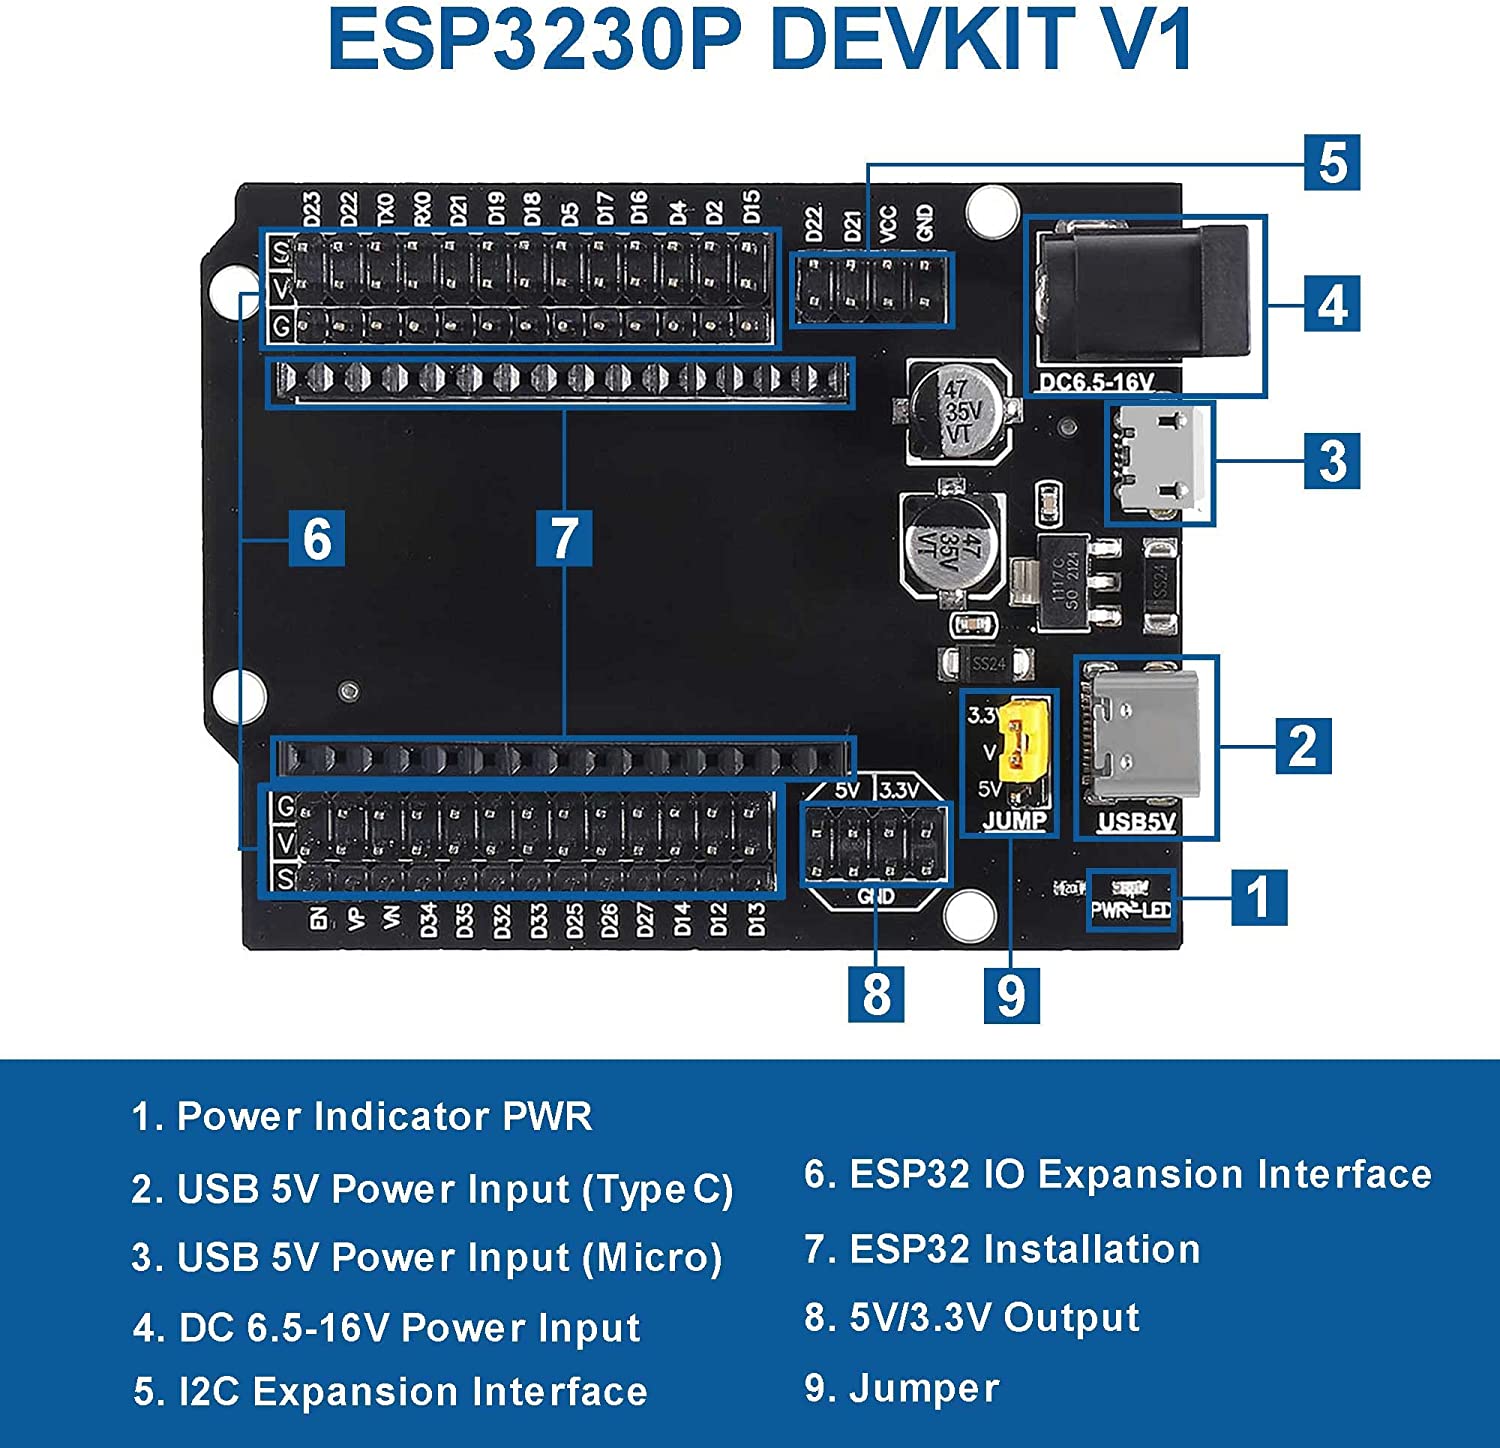 ESP3230P DEVKIT V1
5
D23 D22 TX0 RX0 D21 D19 D18 D5 D17 D16 D4 D2 D15
D22 D21 VCC GND
S
V
G
4
DC6.5-16V
47
35V
VT
3
6
7
47
35V
VT
1117C
SO 2124
SS24
SS24
3.3V
V
5V
JUMP
2
USB5V
5V 3.3V
G
V
S
GND
1
PWR-LED
EN VP VN D34 D35 D32 D33 D25 D26 D27 D14 D12 D13
8
9
1. Power Indicator PWR
2. USB 5V Power Input (Type C)
3. USB 5V Power Input (Micro)
4. DC 6.5-16V Power Input
5. I2C Expansion Interface
6. ESP32 IO Expansion Interface
7. ESP32 Installation
8. 5V/3.3V Output
9. Jumper